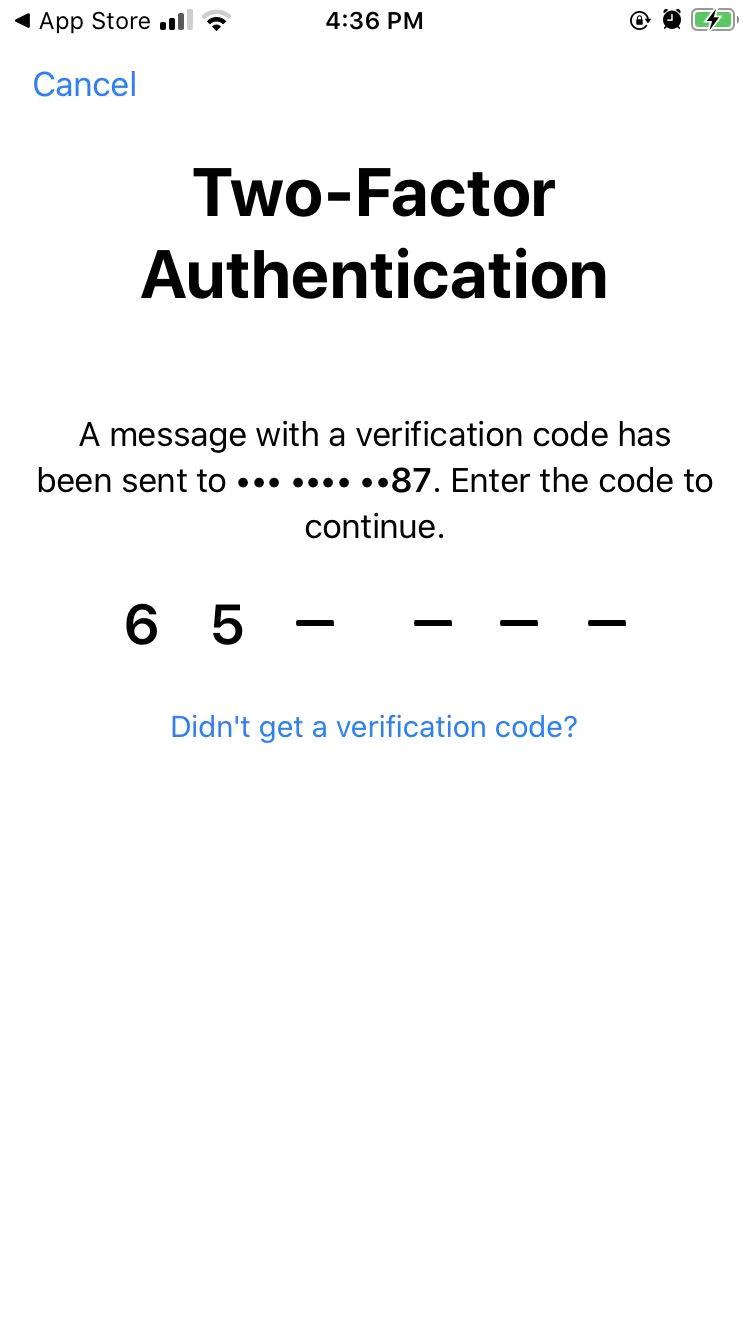 ◀ App Store 4:36 PM
Cancel
Two-Factor
Authentication
A message with a verification code has
been sent to ••• •••• ••87. Enter the code to
continue.
6 5 – – – –
Didn't get a verification code?